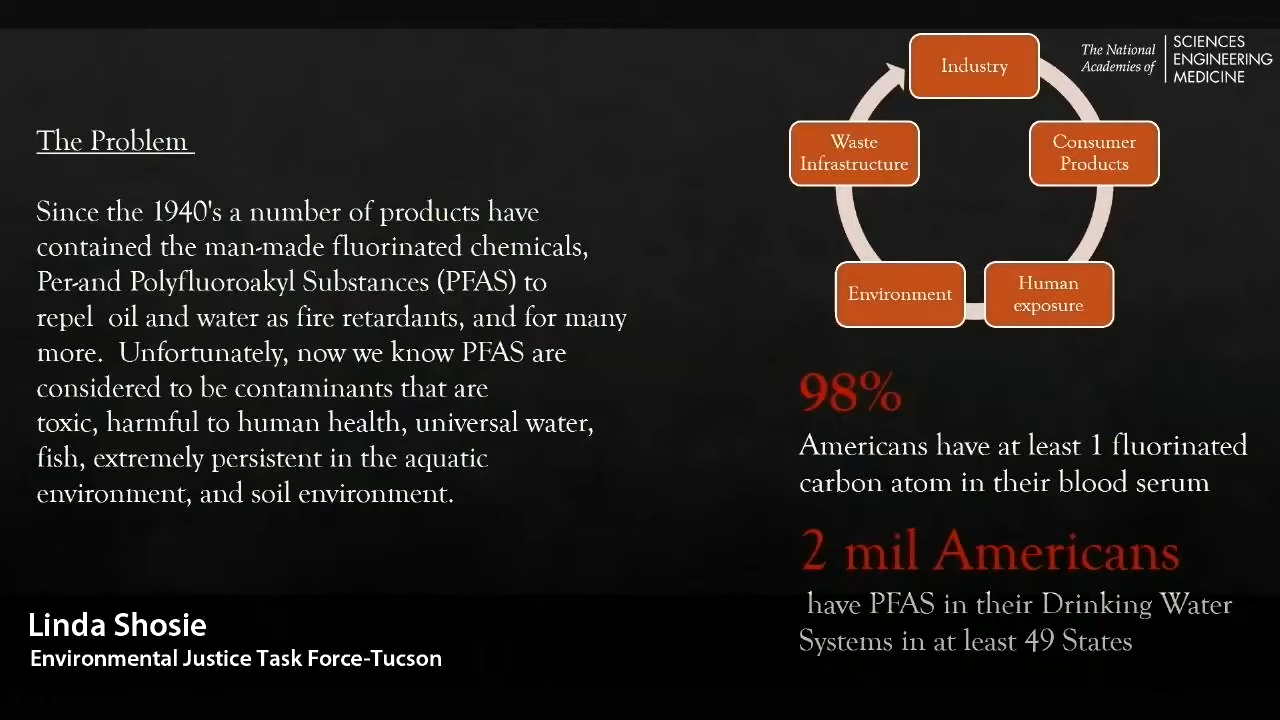 The Problem
Since the 1940's a number of products have
contained the man-made fluorinated chemicals,
Per-and Polyfluoroakyl Substances (PFAS) to
repel oil and water as fire retardants, and for many
more. Unfortunately, now we know PFAS are
considered to be contaminants that are
toxic, harmful to human health, universal water,
fish, extremely persistent in the aquatic
environment, and soil environment.
Industry
Consumer
Products
Human
exposure
Environment
Waste
Infrastructure
The National
Academies of
SCIENCES
ENGINEERING
MEDICINE
98%
Americans have at least 1 fluorinated
carbon atom in their blood serum
2 mil Americans
have PFAS in their Drinking Water
Systems in at least 49 States
Linda Shosie
Environmental Justice Task Force-Tucson